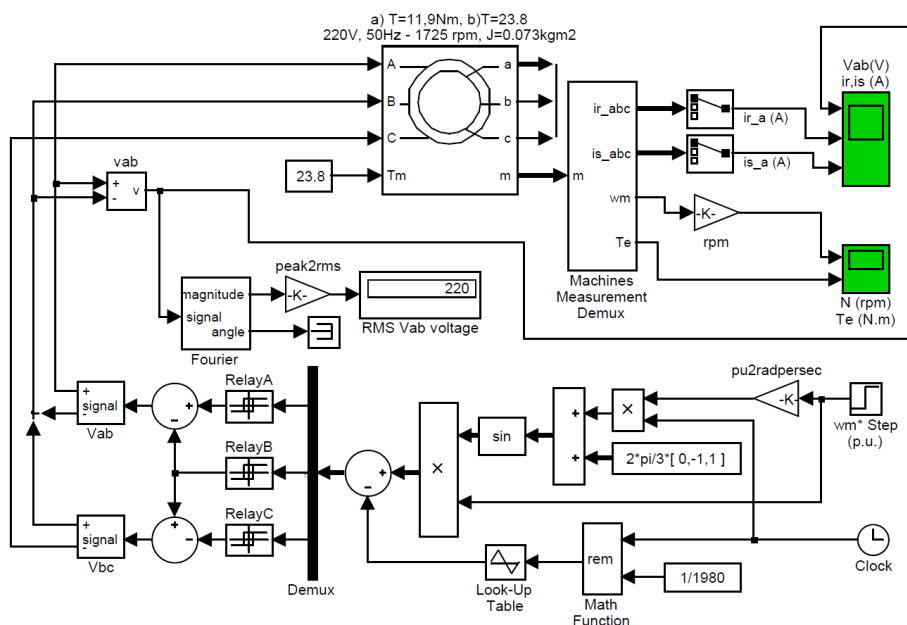 a) T=11,9Nm, b)T=23.8
220V, 50Hz - 1725 rpm, J=0.073kgm2
A
B
C
Tm
a
b
c
m
23.8
vab
+
-
v
m
ir_abc
is_abc
wm
Te
Machines
Measurement
Demux
ir_a (A)
is_a (A)
-K-
rpm
Vab(V)
ir,is (A)
N (rpm)
Te (N.m)
magnitude
signal
angle
Fourier
peak2rms
-K-
220
RMS Vab voltage
RelayA
RelayB
RelayC
+
-
signal
Vab
+
-
signal
Vbc
+
-
+
-
Demux
+
-
×
sin
+
+
×
2*pi/3*[ 0,-1,1 ]
pu2radpersec
-K-
wm* Step
(p.u.)
Look-Up
Table
rem
Math
Function
1/1980
Clock